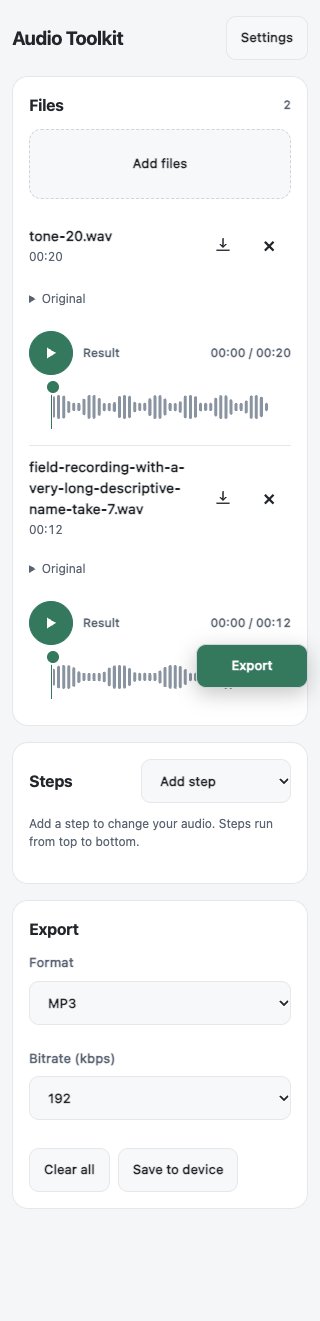 Audio Toolkit
Settings
Files
2
Add files
tone-20.wav
00:20
Original
Result
00:00 / 00:20
field-recording-with-a-
very-long-descriptive-
name-take-7.wav
00:12
Original
Result
00:00 / 00:12
Export
Steps
Add step
Add a step to change your audio. Steps run
from top to bottom.
Export
Format
MP3
Bitrate (kbps)
192
Clear all
Save to device